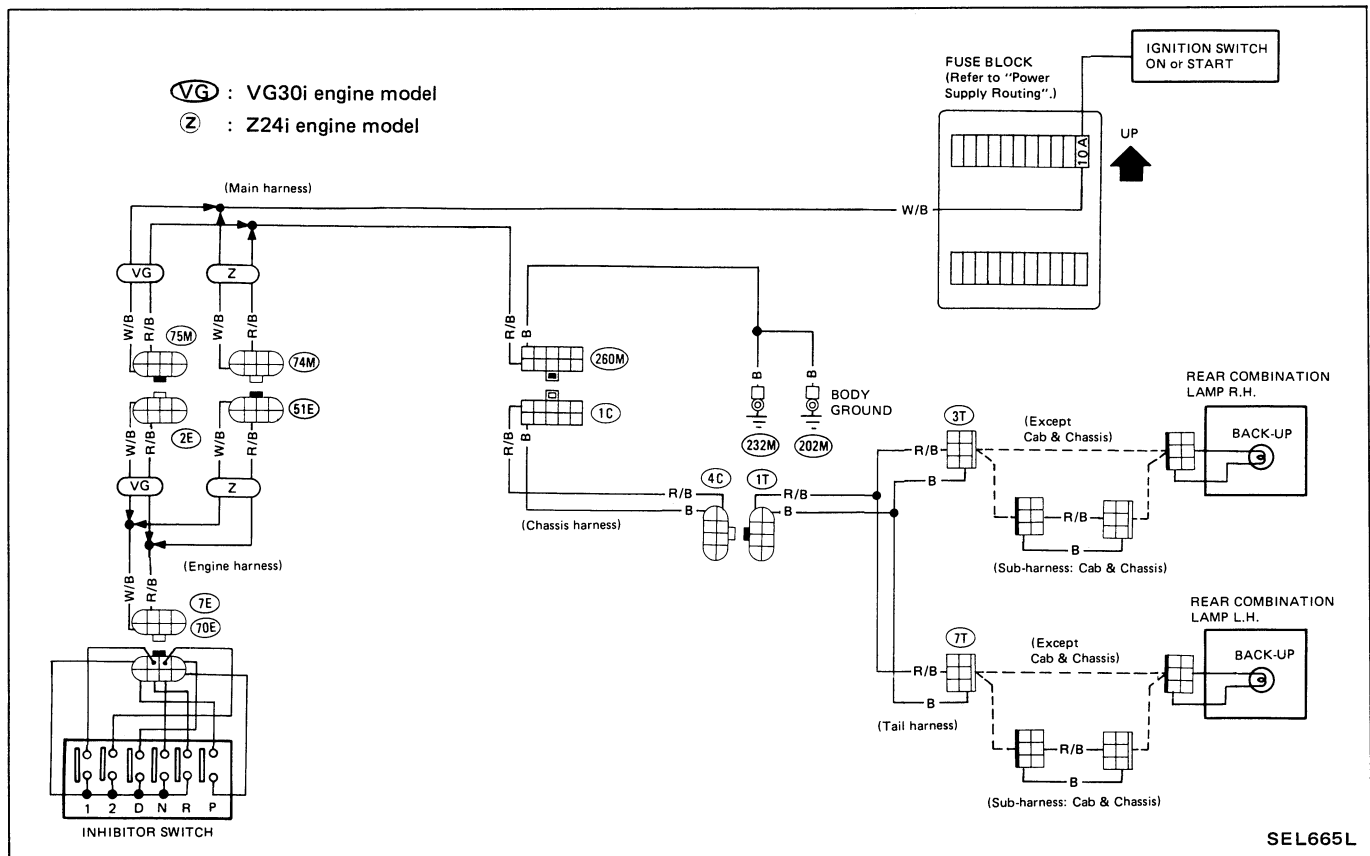 IGNITION SWITCH
ON or START
FUSE BLOCK
(Refer to "Power
Supply Routing".)
VG : VG30i engine model
Z : Z24i engine model
10A
UP
(Main harness)
W/B
VG
Z
W/B
R/B
W/B
R/B
75M
74M
R/B
B
260M
51E
2E
1C
W/B
R/B
W/B
R/B
R/B
B
B
B
BODY
GROUND
232M
202M
REAR COMBINATION
LAMP R.H.
BACK-UP
3T
(Except
Cab & Chassis)
R/B
B
VG
Z
4C
1T
R/B
B
R/B
B
(Chassis harness)
R/B
B
(Sub-harness: Cab & Chassis)
(Engine harness)
W/B
R/B
7E
70E
REAR COMBINATION
LAMP L.H.
BACK-UP
7T
(Except
Cab & Chassis)
R/B
B
(Tail harness)
R/B
B
(Sub-harness: Cab & Chassis)
1 2 D N R P
INHIBITOR SWITCH
SEL665L